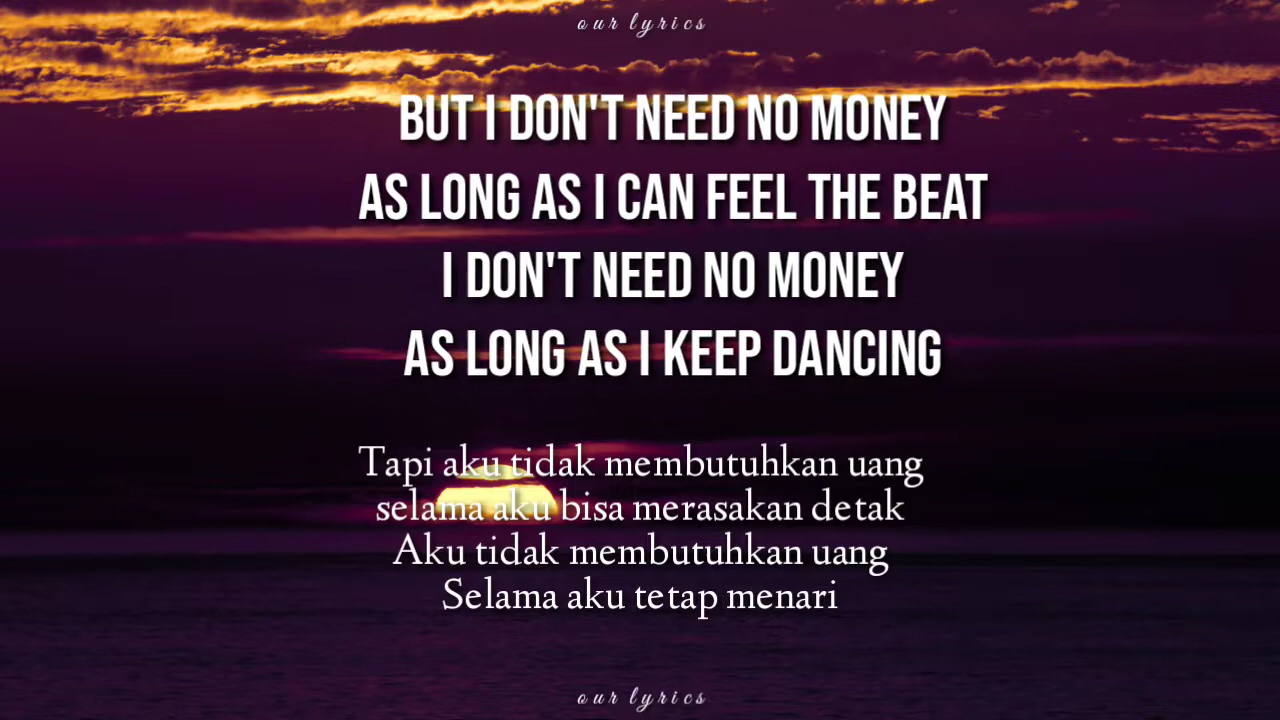 our lyrics
BUT I DON'T NEED NO MONEY
AS LONG AS I CAN FEEL THE BEAT
I DON'T NEED NO MONEY
AS LONG AS I KEEP DANCING
Tapi aku tidak membutuhkan uang
selama aku bisa merasakan detak
Aku tidak membutuhkan uang
Selama aku tetap menari
our lyrics